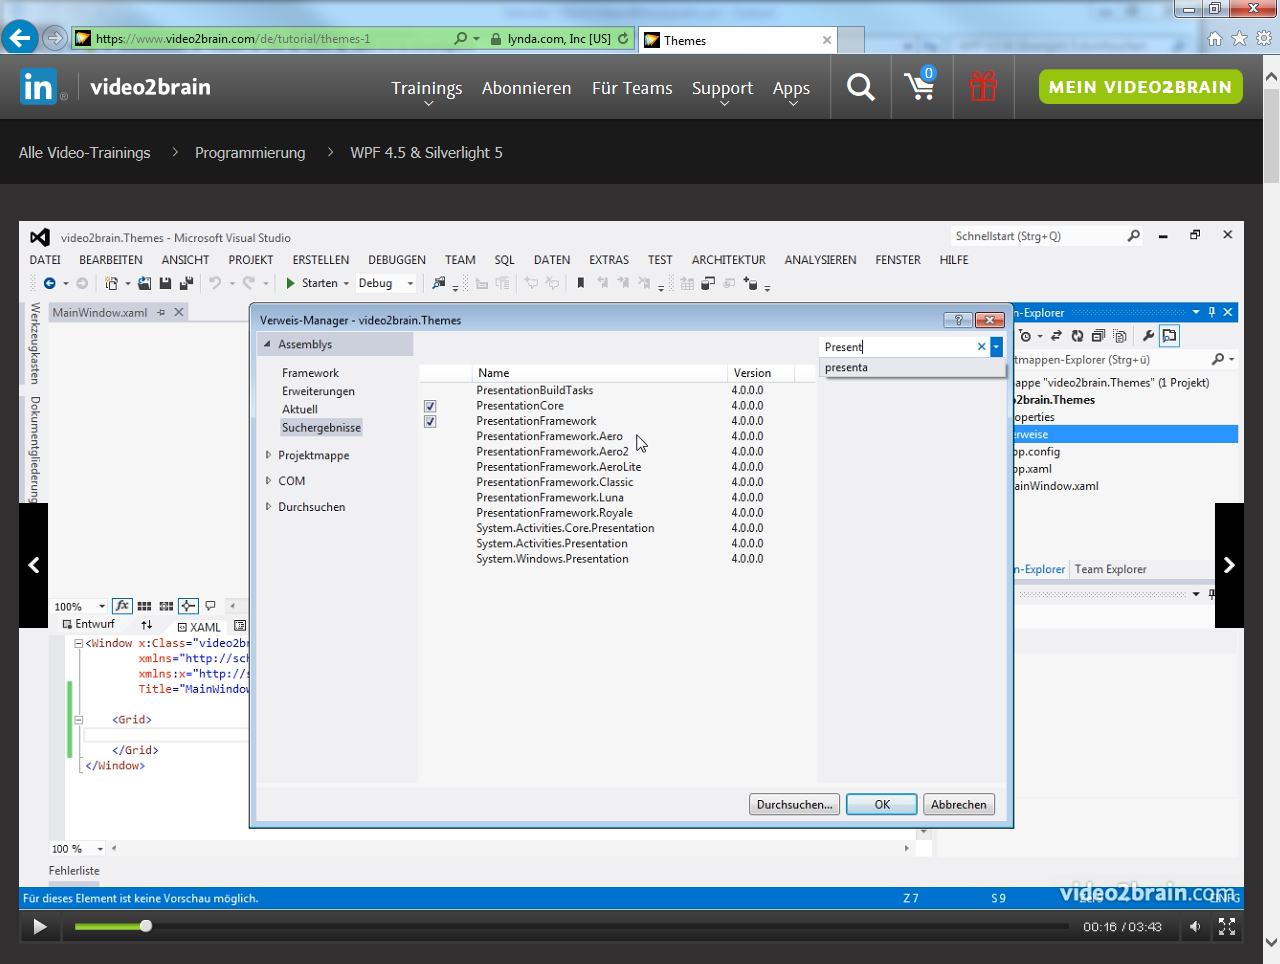 https://www.video2brain.com/de/tutorial/themes-1
lynda.com, Inc [US]
Themes
in
video2brain
Trainings
Abonnieren
Für Teams
Support
Apps
0
MEIN VIDEO2BRAIN
Alle Video-Trainings
Programmierung
WPF 4.5 & Silverlight 5
video2brain.Themes - Microsoft Visual Studio
Schnellstart (Strg+Q)
DATEI BEARBEITEN ANSICHT PROJEKT ERSTELLEN DEBUGGEN TEAM SQL DATEN EXTRAS TEST ARCHITEKTUR ANALYSIEREN FENSTER HILFE
Starten
Debug
Werkzeugkasten
Dokumentgliederung
MainWindow.xaml
Verweis-Manager - video2brain.Themes
Assemblys
Framework
Erweiterungen
Aktuell
Suchergebnisse
Projektmappe
COM
Durchsuchen
Name Version
PresentationBuildTasks 4.0.0.0
PresentationCore 4.0.0.0
PresentationFramework 4.0.0.0
PresentationFramework.Aero 4.0.0.0
PresentationFramework.Aero2 4.0.0.0
PresentationFramework.AeroLite 4.0.0.0
PresentationFramework.Classic 4.0.0.0
PresentationFramework.Luna 4.0.0.0
PresentationFramework.Royale 4.0.0.0
System.Activities.Core.Presentation 4.0.0.0
System.Activities.Presentation 4.0.0.0
System.Windows.Presentation 4.0.0.0
Present
presenta
Durchsuchen...
OK
Abbrechen
n-Explorer
tmappen-Explorer (Strg+ü)
appe "video2brain.Themes" (1 Projekt)
o2brain.Themes
operties
erweise
pp.config
pp.xaml
ainWindow.xaml
n-Explorer
Team Explorer
100%
Entwurf
XAML
<Window x:Class="video2br
xmlns="http://sch
xmlns:x="http://s
Title="MainWindow
<Grid>
</Grid>
</Window>
100 %
Fehlerliste
Für dieses Element ist keine Vorschau möglich.
Z 7
S 9
video2brain.com
00:16 / 03:43